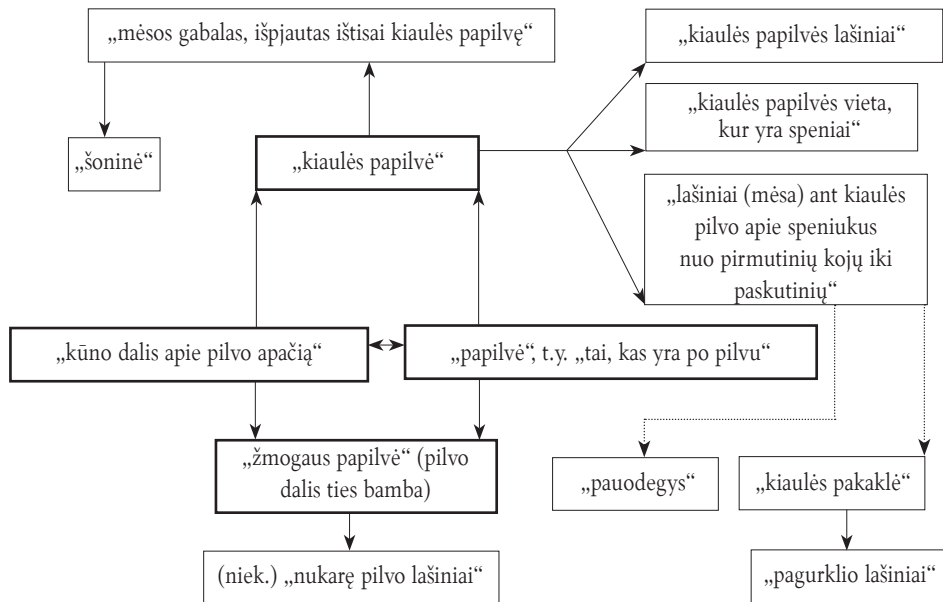 „mėsos gabalas, išpjautas ištisai kiaulės papilvę“
„kiaulės papilvės lašiniai“
„kiaulės papilvės vieta,
kur yra speniai“
„šoninė“
„kiaulės papilvė“
„lašiniai (mėsa) ant kiaulės
pilvo apie speniukus
nuo pirmutinių kojų iki
paskutinių“
„kūno dalis apie pilvo apačią“
„papilvė“, t.y. „tai, kas yra po pilvu“
„žmogaus papilvė“ (pilvo
dalis ties bamba)
„pauodegys“
„kiaulės pakaklė“
(niek.) „nukarę pilvo lašiniai“
„pagurklio lašiniai“